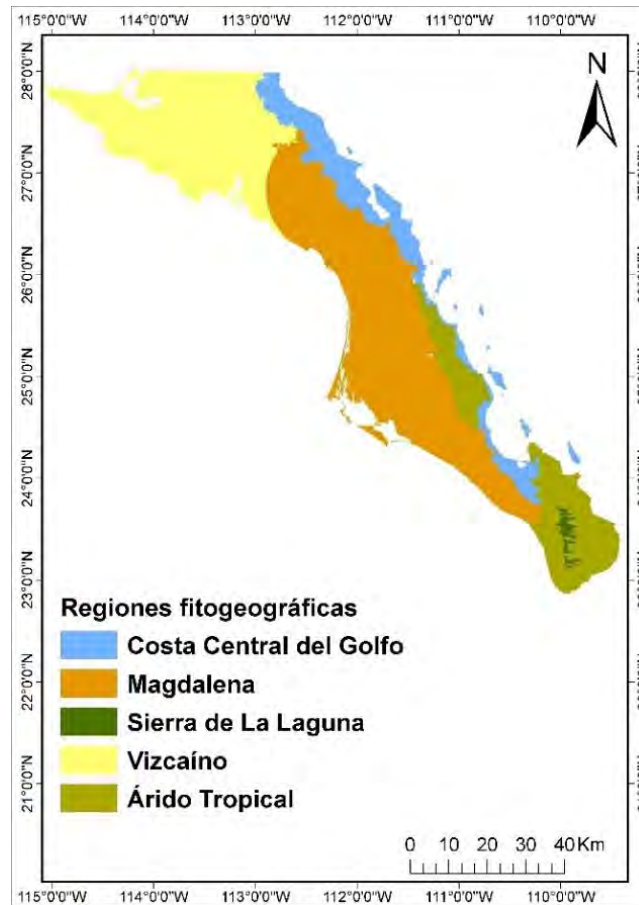 115°0'0"W 114°0'0"W 113°0'0"W 112°0'0"W 111°0'0"W 110°0'0"W
28°0'0"N
27°0'0"N
26°0'0"N
25°0'0"N
24°0'0"N
23°0'0"N
22°0'0"N
21°0'0"N
N
Regiones fitogeográficas
Costa Central del Golfo
Magdalena
Sierra de La Laguna
Vizcaíno
Árido Tropical
0 10 20 30 40 Km
115°0'0"W 114°0'0"W 113°0'0"W 112°0'0"W 111°0'0"W 110°0'0"W